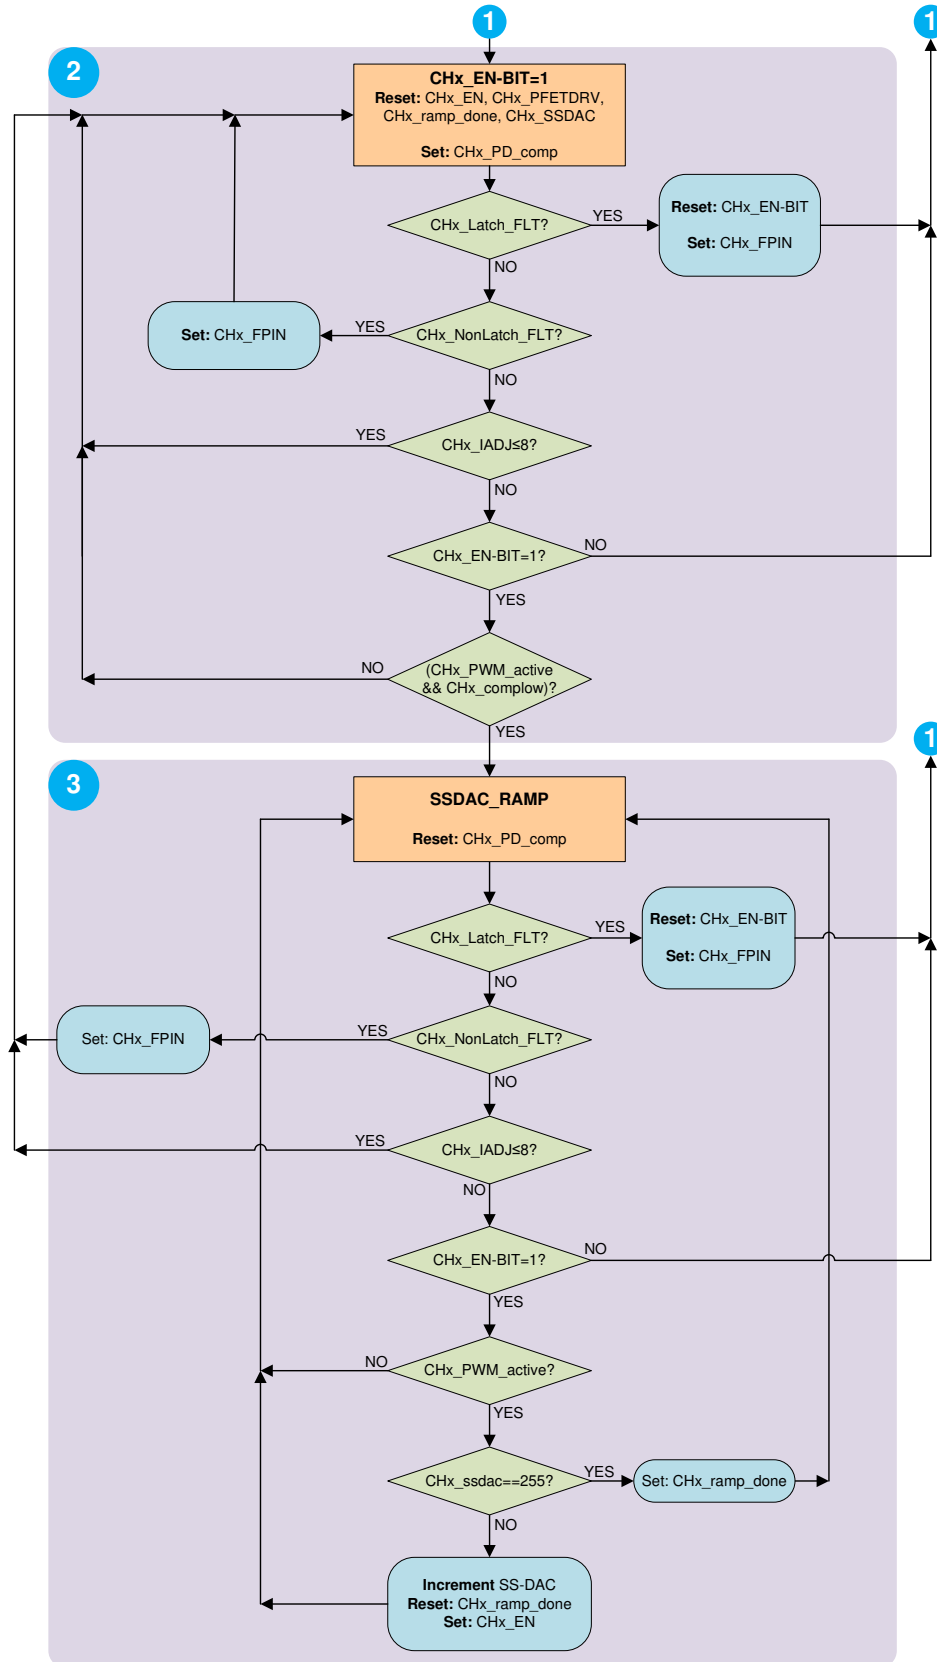 1
1
2
CHx_EN-BIT=1
Reset: CHx_EN, CHx_PFETDRV,
CHx_ramp_done, CHx_SSDAC
Set: CHx_PD_comp
CHx_Latch_FLT?
YES
Reset: CHx_EN-BIT
Set: CHx_FPIN
NO
CHx_NonLatch_FLT?
YES
Set: CHx_FPIN
NO
CHx_IADJ≤8?
YES
NO
CHx_EN-BIT=1?
NO
YES
(CHx_PWM_active
&& CHx_complow)?
NO
YES
1
3
SSDAC_RAMP
Reset: CHx_PD_comp
CHx_Latch_FLT?
YES
Reset: CHx_EN-BIT
Set: CHx_FPIN
NO
CHx_NonLatch_FLT?
YES
Set: CHx_FPIN
NO
CHx_IADJ≤8?
YES
NO
CHx_EN-BIT=1?
NO
YES
CHx_PWM_active?
NO
YES
CHx_ssdac==255?
YES
Set: CHx_ramp_done
NO
Increment SS-DAC
Reset: CHx_ramp_done
Set: CHx_EN